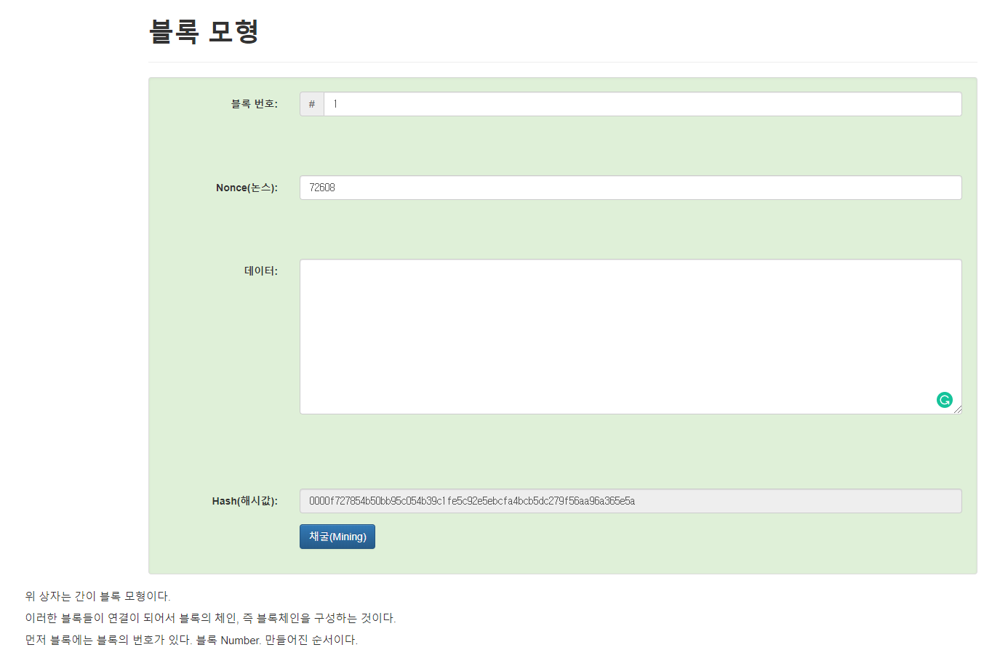 블록 모형
블록 번호: # 1
Nonce(논스): 72608
데이터:
Hash(해시값): 0000f727854b50bb95c054b39c1fe5c92e5ebcfa4bcb5dc279f56aa96a365e5a
채굴(Mining)
위 상자는 간이 블록 모형이다.
이러한 블록들이 연결이 되어서 블록의 체인, 즉 블록체인을 구성하는 것이다.
먼저 블록에는 블록의 번호가 있다. 블록 Number. 만들어진 순서이다.